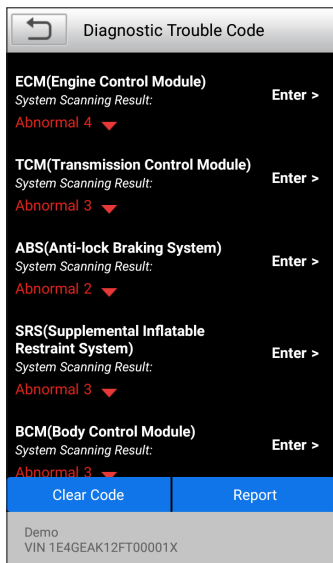 Diagnostic Trouble Code
ECM(Engine Control Module)
System Scanning Result:
Enter >
Abnormal 4
TCM(Transmission Control Module)
System Scanning Result:
Enter >
Abnormal 3
ABS(Anti-lock Braking System)
System Scanning Result:
Enter >
Abnormal 2
SRS(Supplemental Inflatable
Restraint System)
System Scanning Result:
Enter >
Abnormal 3
BCM(Body Control Module)
System Scanning Result:
Enter >
Abnormal 3
Clear Code
Report
Demo
VIN 1E4GEAK12FT00001X